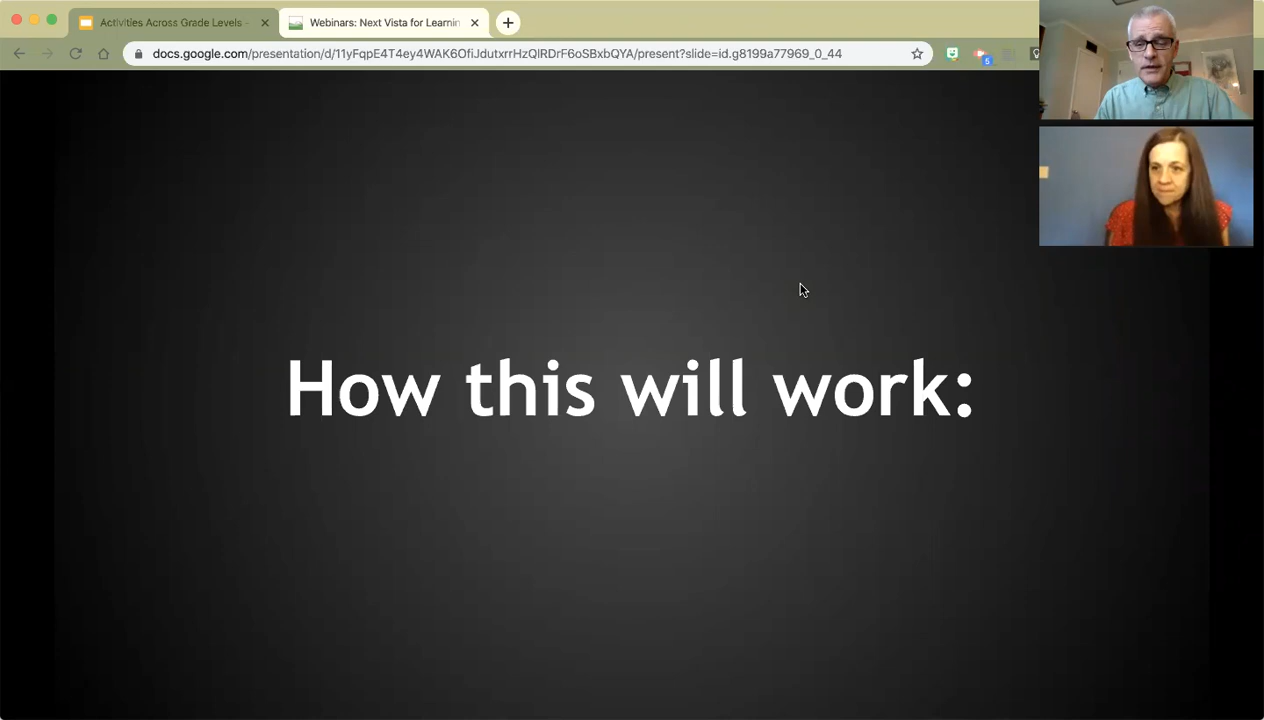 Activities Across Grade Levels -
Webinars: Next Vista for Learnin
docs.google.com/presentation/d/11yFqpE4T4ey4WAK6OfiJdutxrrHzQlRDrF6oSBxbQYA/present?slide=id.g8199a77969_0_44
5
How this will work: